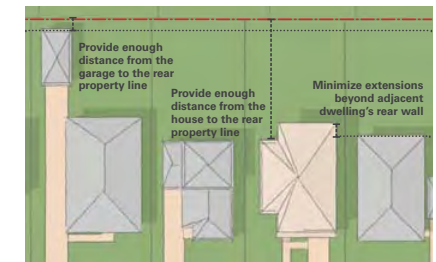 Provide enough
distance from the
garage to the rear
property line
Provide enough
distance from the
house to the rear
property line
Minimize extensions
beyond adjacent
dwelling's rear wall